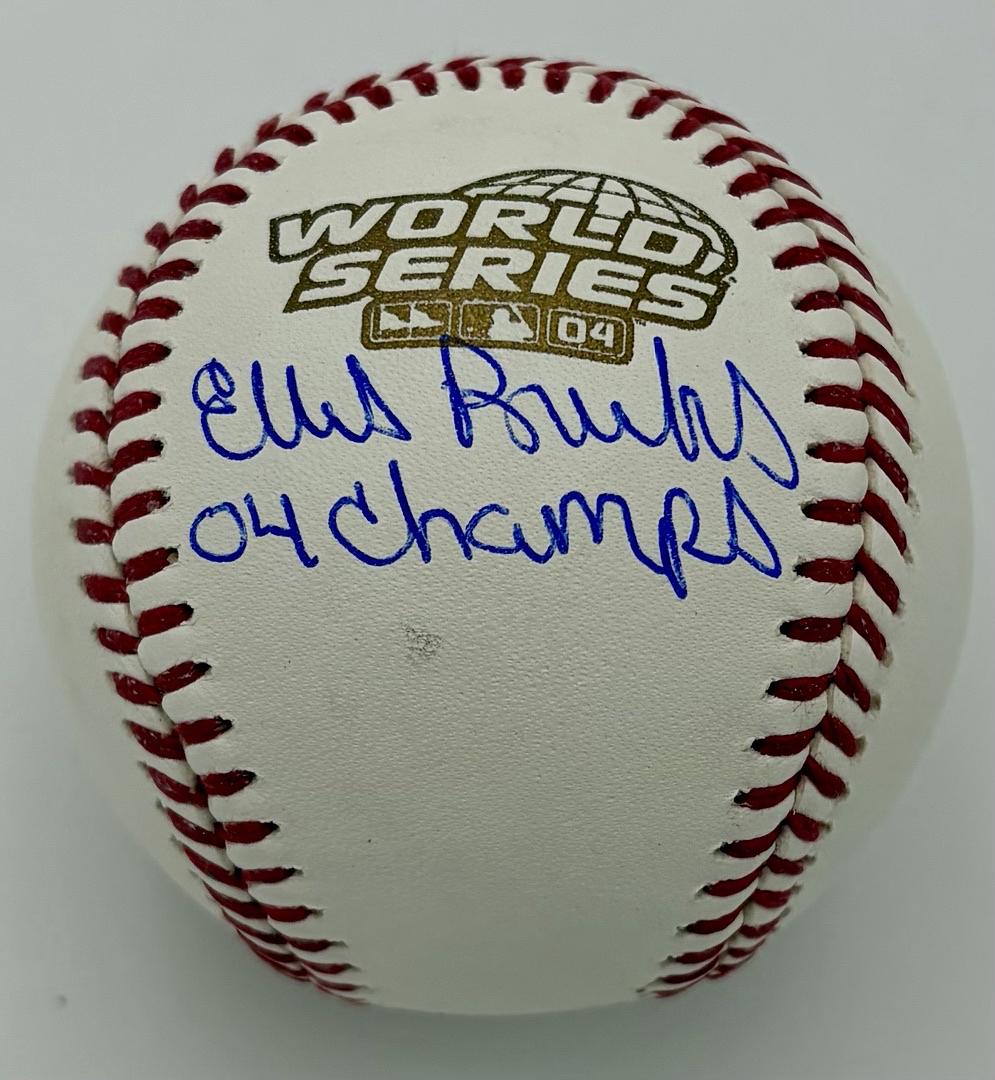 WORLD
SERIES
04
Ellis Burks
04 Champs